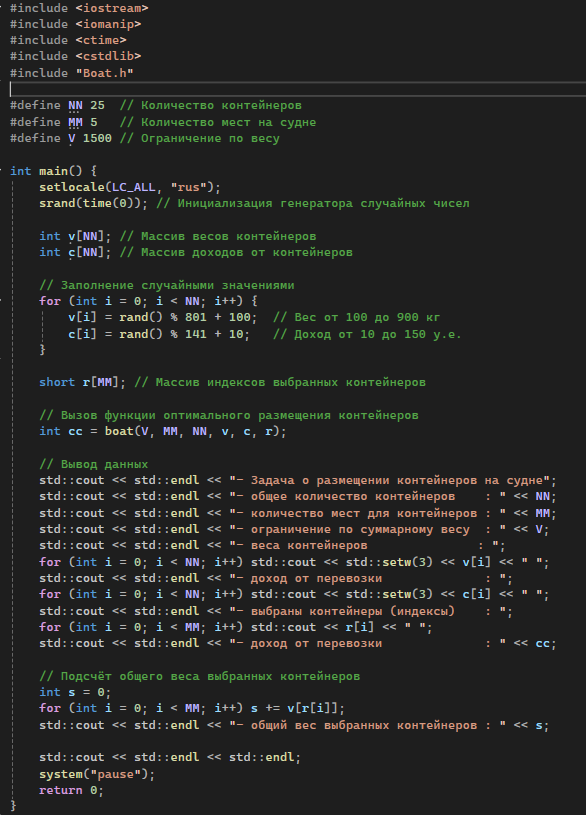 #include <iostream>
#include <iomanip>
#include <ctime>
#include <cstdlib>
#include "Boat.h"
#define NN 25  // Количество контейнеров
#define MM 5   // Количество мест на судне
#define V 1500 // Ограничение по весу
int main() {
    setlocale(LC_ALL, "rus");
    srand(time(0)); // Инициализация генератора случайных чисел
    int v[NN]; // Массив весов контейнеров
    int c[NN]; // Массив доходов от контейнеров
    // Заполнение случайными значениями
    for (int i = 0; i < NN; i++) {
        v[i] = rand() % 801 + 100;  // Вес от 100 до 900 кг
        c[i] = rand() % 141 + 10;   // Доход от 10 до 150 у.е.
    }
    short r[MM]; // Массив индексов выбранных контейнеров
    // Вызов функции оптимального размещения контейнеров
    int cc = boat(V, MM, NN, v, c, r);
    // Вывод данных
    std::cout << std::endl << "- Задача о размещении контейнеров на судне";
    std::cout << std::endl << "- общее количество контейнеров    : " << NN;
    std::cout << std::endl << "- количество мест для контейнеров : " << MM;
    std::cout << std::endl << "- ограничение по суммарному весу  : " << V;
    std::cout << std::endl << "- веса контейнеров               : ";
    for (int i = 0; i < NN; i++) std::cout << std::setw(3) << v[i] << " ";
    std::cout << std::endl << "- доход от перевозки              : ";
    for (int i = 0; i < NN; i++) std::cout << std::setw(3) << c[i] << " ";
    std::cout << std::endl << "- выбраны контейнеры (индексы)    : ";
    for (int i = 0; i < MM; i++) std::cout << r[i] << " ";
    std::cout << std::endl << "- доход от перевозки              : " << cc;
    // Подсчёт общего веса выбранных контейнеров
    int s = 0;
    for (int i = 0; i < MM; i++) s += v[r[i]];
    std::cout << std::endl << "- общий вес выбранных контейнеров : " << s;
    std::cout << std::endl << std::endl;
    system("pause");
    return 0;
}